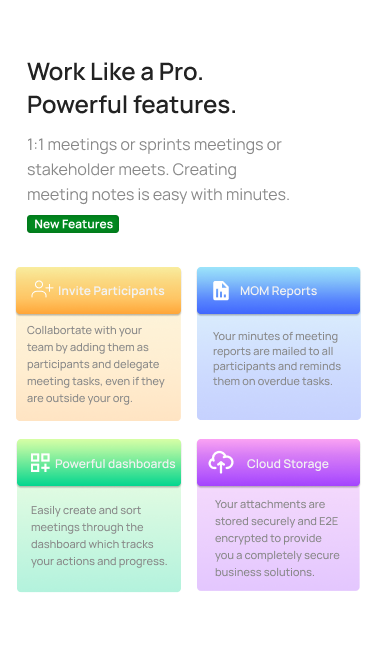 Work Like a Pro.
Powerful features.
1:1 meetings or sprints meetings or
stakeholder meets. Creating
meeting notes is easy with minutes.
New Features
Invite Participants
Collabortate with your
team by adding them as
participants and delegate
meeting tasks, even if they
are outside your org.
MOM Reports
Your minutes of meeting
reports are mailed to all
participants and reminds
them on overdue tasks.
Powerful dashboards
Easily create and sort
meetings through the
dashboard which tracks
your actions and progress.
Cloud Storage
Your attachments are
stored securely and E2E
encrypted to provide
you a completely secure
business solutions.